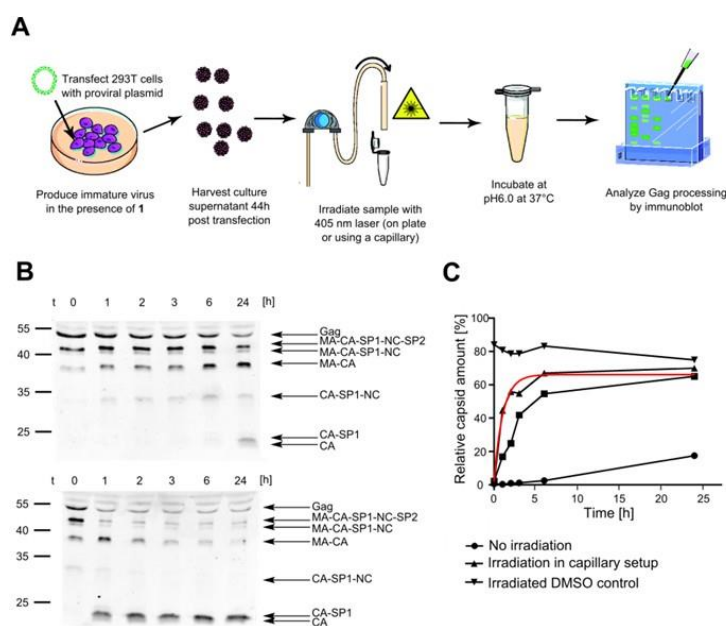 A
Transfect 293T cells
with proviral plasmid
Produce immature virus
in the presence of 1
Harvest culture
supernatant 44h
post transfection
Irradiate sample with
405 nm laser (on plate
or using a capillary)
Incubate at
pH6.0 at 37°C
Analyze Gag processing
by immunoblot
B
t 0 1 2 3 6 24 [h]
55
40
35
25
Gag
MA-CA-SP1-NC-SP2
MA-CA-SP1-NC
MA-CA
CA-SP1-NC
CA-SP1
CA
t 0 1 2 3 6 24 [h]
55
40
35
25
Gag
MA-CA-SP1-NC-SP2
MA-CA-SP1-NC
MA-CA
CA-SP1-NC
CA-SP1
CA
C
Relative capsid amount [%]
100
80
60
40
20
0
0 5 10 15 20 25
Time [h]
No irradiation
Irradiation in capillary setup
Irradiated DMSO control